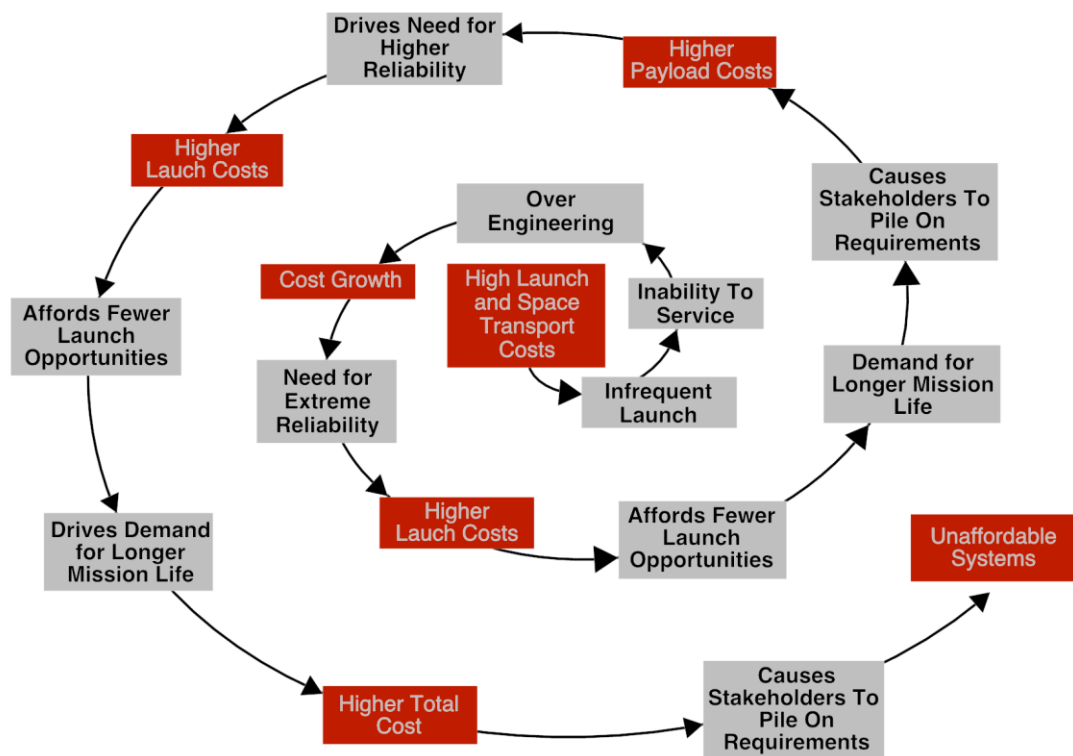 Drives Need for
Higher
Reliability
Higher
Payload Costs
Higher
Lauch Costs
Causes
Stakeholders To
Pile On
Requirements
Over
Engineering
Cost Growth
High Launch
and Space
Transport
Costs
Inability To
Service
Affords Fewer
Launch
Opportunities
Need for
Extreme
Reliability
Infrequent
Launch
Demand for
Longer Mission
Life
Higher
Lauch Costs
Affords Fewer
Launch
Opportunities
Drives Demand
for Longer
Mission Life
Unaffordable
Systems
Higher Total
Cost
Causes
Stakeholders To
Pile On
Requirements